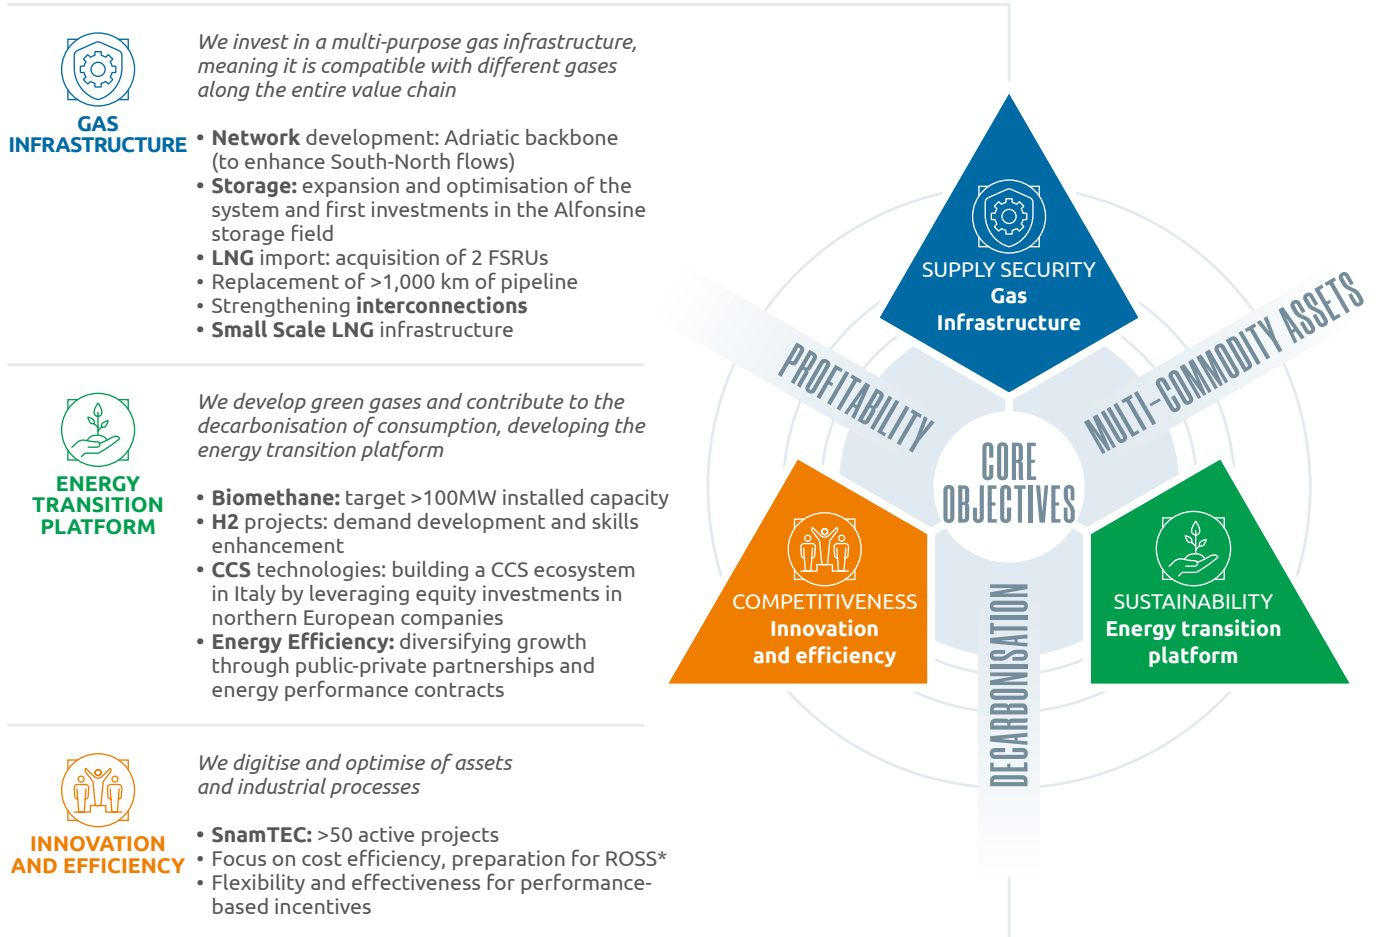 We invest in a multi-purpose gas infrastructure,
meaning it is compatible with different gases
along the entire value chain
GAS
INFRASTRUCTURE
• Network development: Adriatic backbone
(to enhance South-North flows)
• Storage: expansion and optimisation of the
system and first investments in the Alfonsine
storage field
• LNG import: acquisition of 2 FSRUs
• Replacement of >1,000 km of pipeline
• Strengthening interconnections
• Small Scale LNG infrastructure
We develop green gases and contribute to the
decarbonisation of consumption, developing the
energy transition platform
ENERGY
TRANSITION
PLATFORM
• Biomethane: target >100MW installed capacity
• H2 projects: demand development and skills
enhancement
• CCS technologies: building a CCS ecosystem
in Italy by leveraging equity investments in
northern European companies
• Energy Efficiency: diversifying growth
through public-private partnerships and
energy performance contracts
We digitise and optimise of assets
and industrial processes
INNOVATION
AND EFFICIENCY
• SnamTEC: >50 active projects
• Focus on cost efficiency, preparation for ROSS*
• Flexibility and effectiveness for performance-
based incentives
SUPPLY SECURITY
Gas
Infrastructure
PROFITABILITY
MULTI-COMMODITY ASSETS
CORE
OBJECTIVES
COMPETITIVENESS
Innovation
and efficiency
DECARBONISATION
SUSTAINABILITY
Energy transition
platform